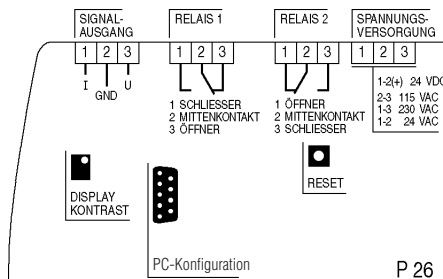 SIGNAL-
AUSGANG
1 2 3
I GND U
RELAIS 1
1 2 3
1 SCHLIESSER
2 MITTENKONTAKT
3 ÖFFNER
RELAIS 2
1 2 3
1 ÖFFNER
2 MITTENKONTAKT
3 SCHLIESSER
SPANNUNGS-
VERSORGUNG
1 2 3
1-2(+) 24 VDC
2-3 115 VAC
1-3 230 VAC
1-2 24 VAC
DISPLAY
KONTRAST
PC-Konfiguration
RESET
P 26